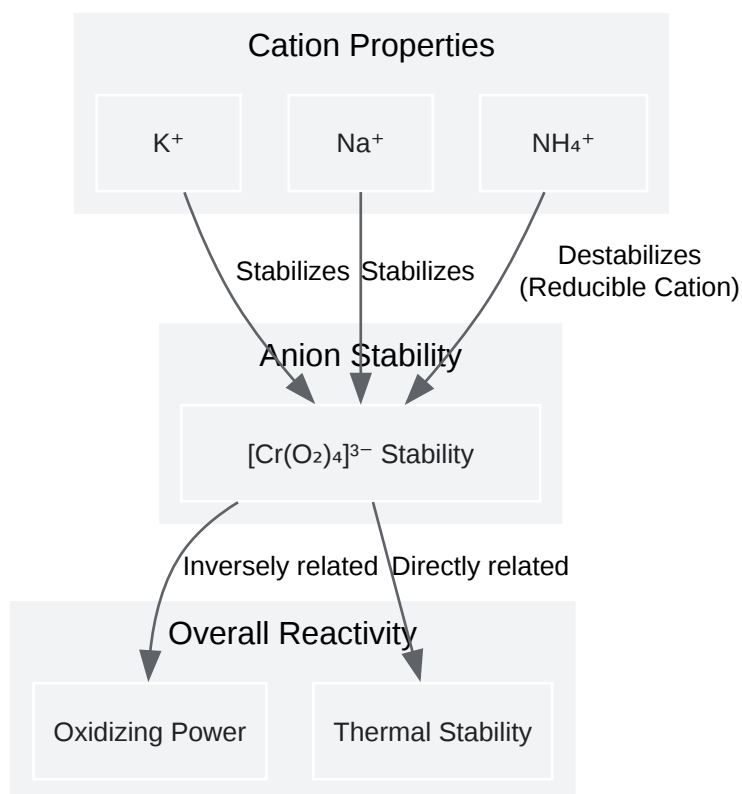 Cation Properties
K⁺
Na⁺
NH₄⁺
Stabilizes
Stabilizes
Destabilizes
(Reducible Cation)
Anion Stability
[Cr(O₂)₄]³⁻ Stability
Inversely related
Directly related
Overall Reactivity
Oxidizing Power
Thermal Stability